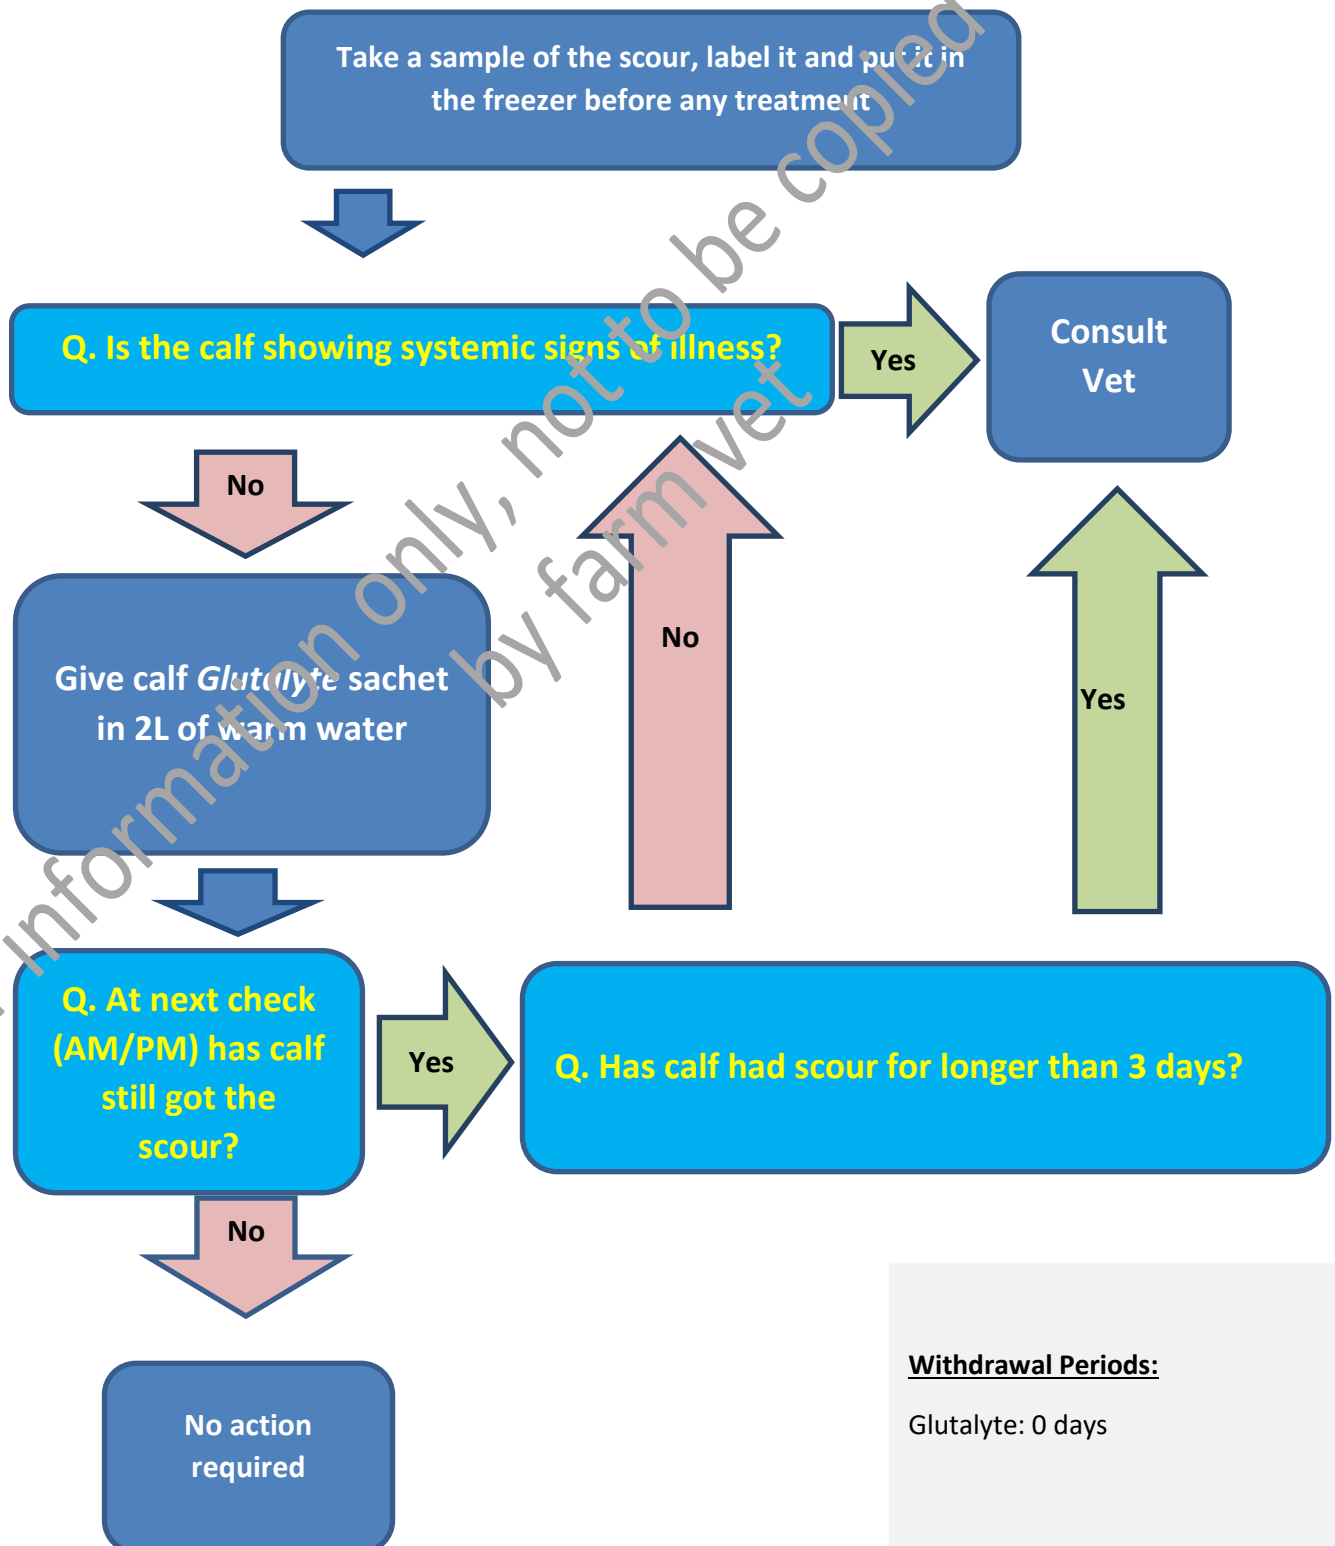 Take a sample of the scour, label it and put it in
the freezer before any treatment
Q. Is the calf showing systemic signs of illness?
Yes
Consult
Vet
No
Give calf Glutalyte sachet
in 2L of warm water
No
Yes
Q. At next check
(AM/PM) has calf
still got the
scour?
Yes
Q. Has calf had scour for longer than 3 days?
No
No action
required
Withdrawal Periods:
Glutalyte: 0 days
information only, not to be copied
by farm vet